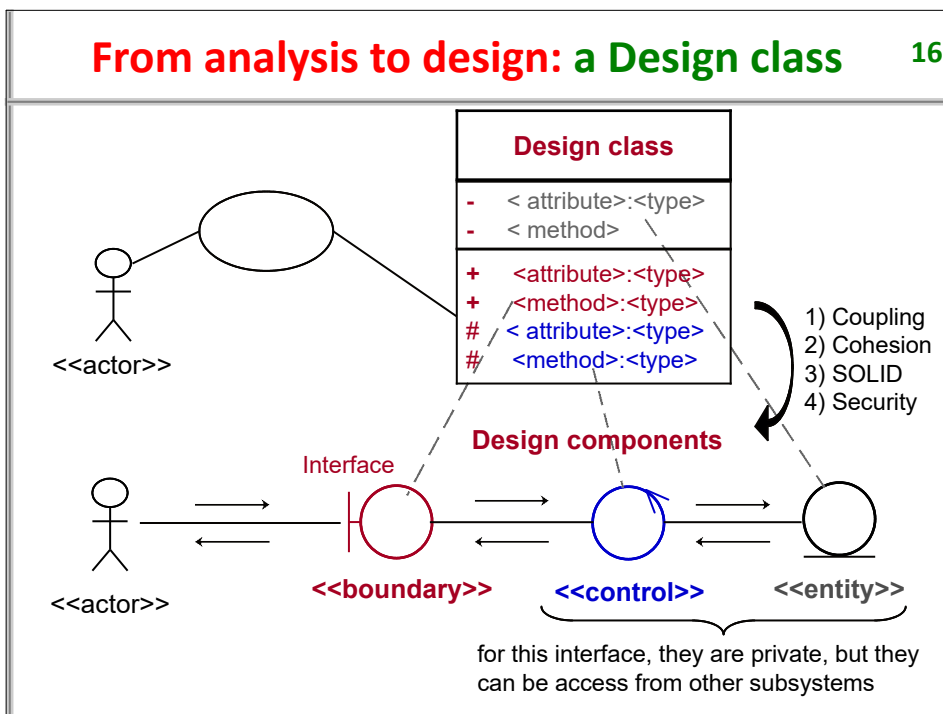 From analysis to design: a Design class
16
Design class
- < attribute>:<type>
- < method>
+ <attribute>:<type>
+ <method>:<type>
# < attribute>:<type>
# <method>:<type>
<<actor>>
1) Coupling
2) Cohesion
3) SOLID
4) Security
Design components
Interface
<<actor>>
<<boundary>>
<<control>>
<<entity>>
for this interface, they are private, but they
can be access from other subsystems